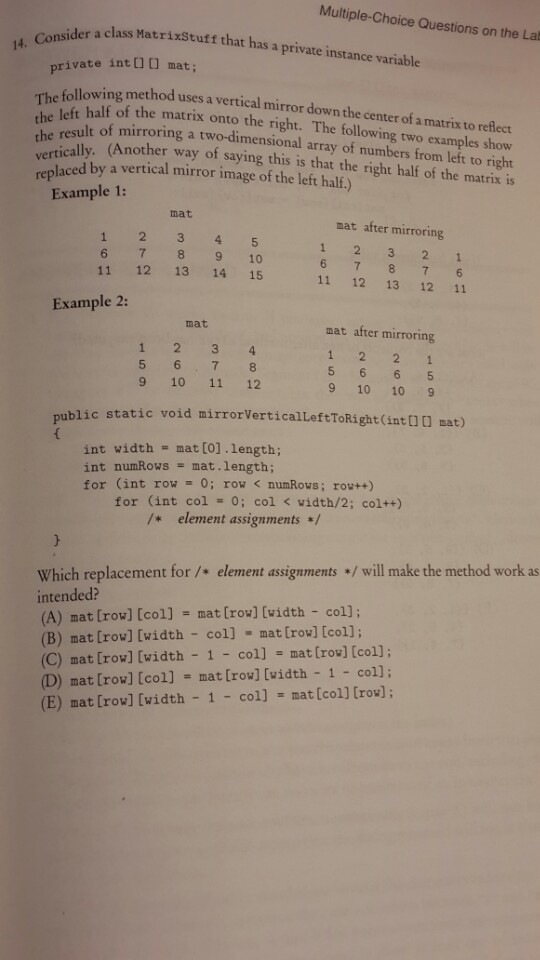 Multiple-Choice Questions on the La
14. Consider a class MatrixStuff that has a private instance variable
private int[][] mat;
The following method uses a vertical mirror down the center of a matrix to reflect
the left half of the matrix onto the right. The following two examples show
the result of mirroring a two-dimensional array of numbers from left to right
vertically. (Another way of saying this is that the right half of the matrix is
replaced by a vertical mirror image of the left half.)
Example 1:
mat mat after mirroring
1 2 3 4 5 1 2 3 2 1
6 7 8 9 10 6 7 8 7 6
11 12 13 14 15 11 12 13 12 11
Example 2:
mat mat after mirroring
1 2 3 4 1 2 2 1
5 6 7 8 5 6 6 5
9 10 11 12 9 10 10 9
public static void mirrorVerticalLeftToRight(int[][] mat)
{
int width = mat[0].length;
int numRows = mat.length;
for (int row = 0; row < numRows; row++)
for (int col = 0; col < width/2; col++)
/* element assignments */
}
Which replacement for /* element assignments */ will make the method work as
intended?
(A) mat[row][col] = mat[row][width - col];
(B) mat[row][width - col] = mat[row][col];
(C) mat[row][width - 1 - col] = mat[row][col];
(D) mat[row][col] = mat[row][width - 1 - col];
(E) mat[row][width - 1 - col] = mat[col][row];